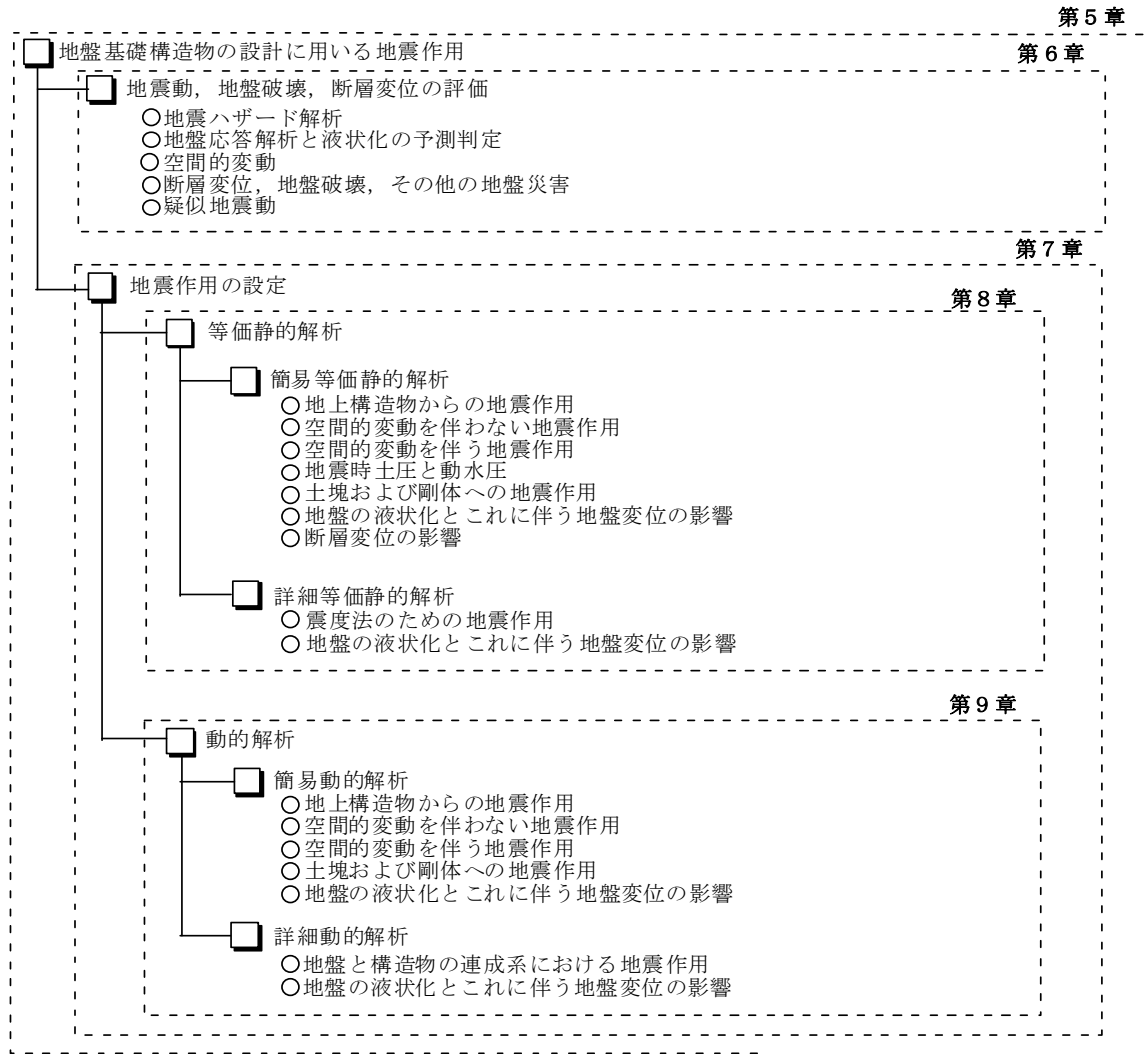 第5章
地盤基礎構造物の設計に用いる地震作用
第6章
地震動，地盤破壊，断層変位の評価
○地震ハザード解析
○地盤応答解析と液状化の予測判定
○空間的変動
○断層変位，地盤破壊，その他の地盤災害
○疑似地震動
第7章
地震作用の設定
第8章
等価静的解析
簡易等価静的解析
○地上構造物からの地震作用
○空間的変動を伴わない地震作用
○空間的変動を伴う地震作用
○地震時土圧と動水圧
○土塊および剛体への地震作用
○地盤の液状化とこれに伴う地盤変位の影響
○断層変位の影響
詳細等価静的解析
○震度法のための地震作用
○地盤の液状化とこれに伴う地盤変位の影響
第9章
動的解析
簡易動的解析
○地上構造物からの地震作用
○空間的変動を伴わない地震作用
○空間的変動を伴う地震作用
○土塊および剛体への地震作用
○地盤の液状化とこれに伴う地盤変位の影響
詳細動的解析
○地盤と構造物の連成系における地震作用
○地盤の液状化とこれに伴う地盤変位の影響